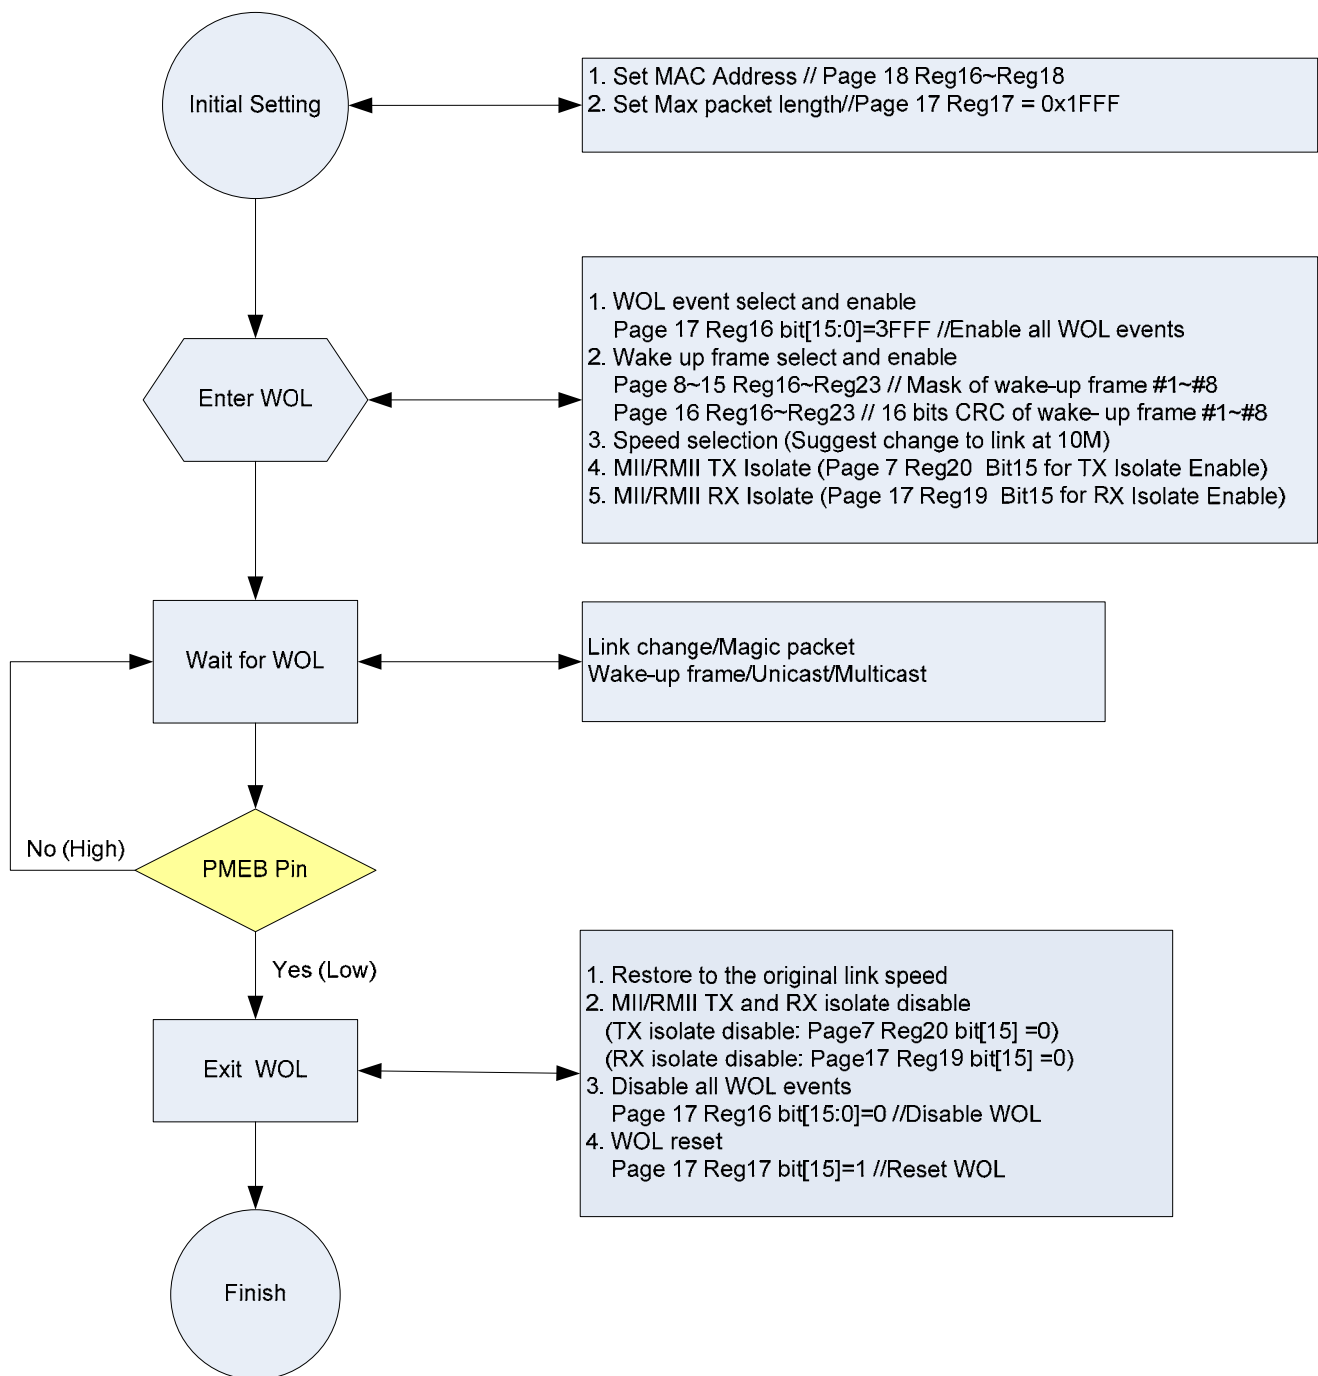 Initial Setting
1. Set MAC Address // Page 18 Reg16~Reg18
2. Set Max packet length//Page 17 Reg17 = 0x1FFF
Enter WOL
1. WOL event select and enable
Page 17 Reg16 bit[15:0]=3FFF //Enable all WOL events
2. Wake up frame select and enable
Page 8~15 Reg16~Reg23 // Mask of wake-up frame #1~#8
Page 16 Reg16~Reg23 // 16 bits CRC of wake- up frame #1~#8
3. Speed selection (Suggest change to link at 10M)
4. MII/RMII TX Isolate (Page 7 Reg20 Bit15 for TX Isolate Enable)
5. MII/RMII RX Isolate (Page 17 Reg19 Bit15 for RX Isolate Enable)
Wait for WOL
Link change/Magic packet
Wake-up frame/Unicast/Multicast
No (High)
PMEB Pin
Yes (Low)
Exit WOL
1. Restore to the original link speed
2. MII/RMII TX and RX isolate disable
(TX isolate disable: Page7 Reg20 bit[15] =0)
(RX isolate disable: Page17 Reg19 bit[15] =0)
3. Disable all WOL events
Page 17 Reg16 bit[15:0]=0 //Disable WOL
4. WOL reset
Page 17 Reg17 bit[15]=1 //Reset WOL
Finish